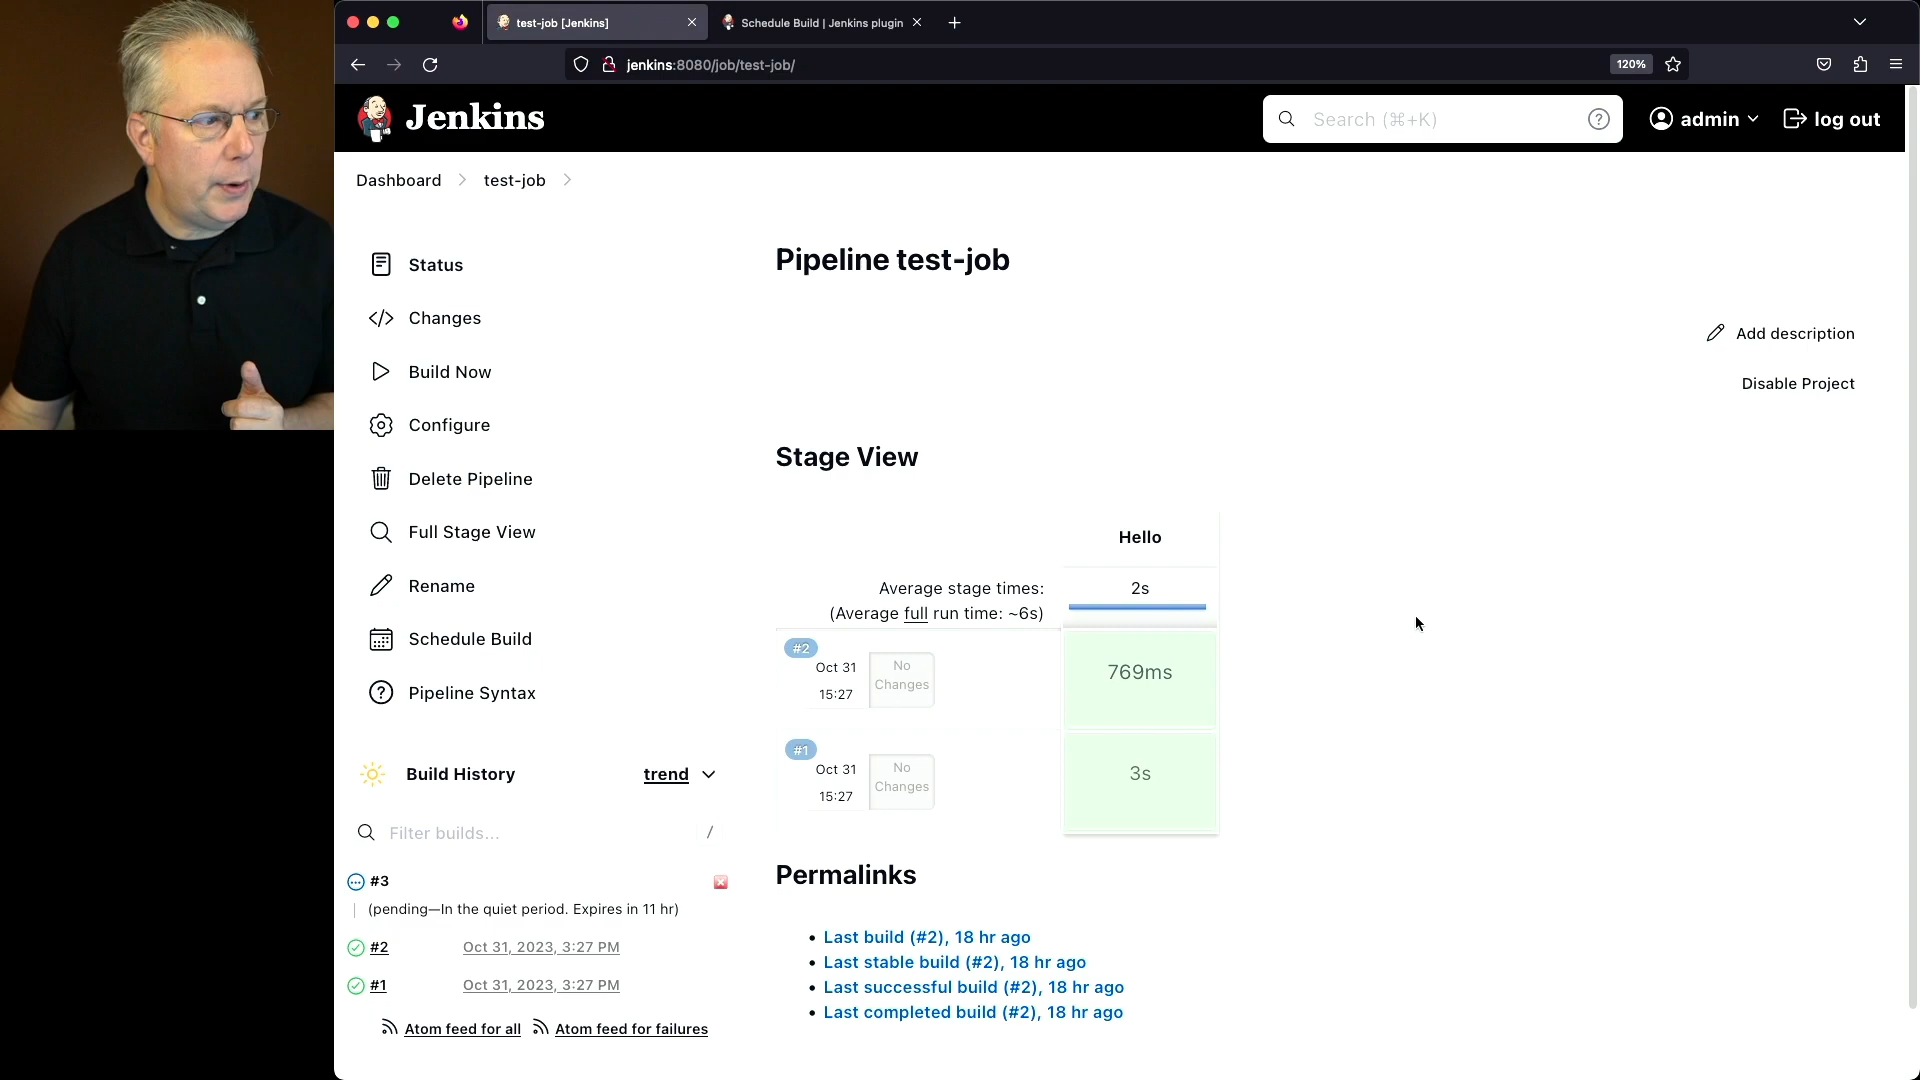 test-job [Jenkins]
Schedule Build | Jenkins plugin
jenkins:8080/job/test-job/
120%
Jenkins
Search (⌘+K)
?
admin
log out
Dashboard
test-job
Status
Changes
Build Now
Configure
Delete Pipeline
Full Stage View
Rename
Schedule Build
Pipeline Syntax
Build History
trend
Filter builds...
/
#3
(pending—In the quiet period. Expires in 11 hr)
#2
Oct 31, 2023, 3:27 PM
#1
Oct 31, 2023, 3:27 PM
Atom feed for all
Atom feed for failures
Pipeline test-job
Add description
Disable Project
Stage View
Hello
Average stage times:
2s
(Average full run time: ~6s)
#2
Oct 31
15:27
No
Changes
769ms
#1
Oct 31
15:27
No
Changes
3s
Permalinks
Last build (#2), 18 hr ago
Last stable build (#2), 18 hr ago
Last successful build (#2), 18 hr ago
Last completed build (#2), 18 hr ago